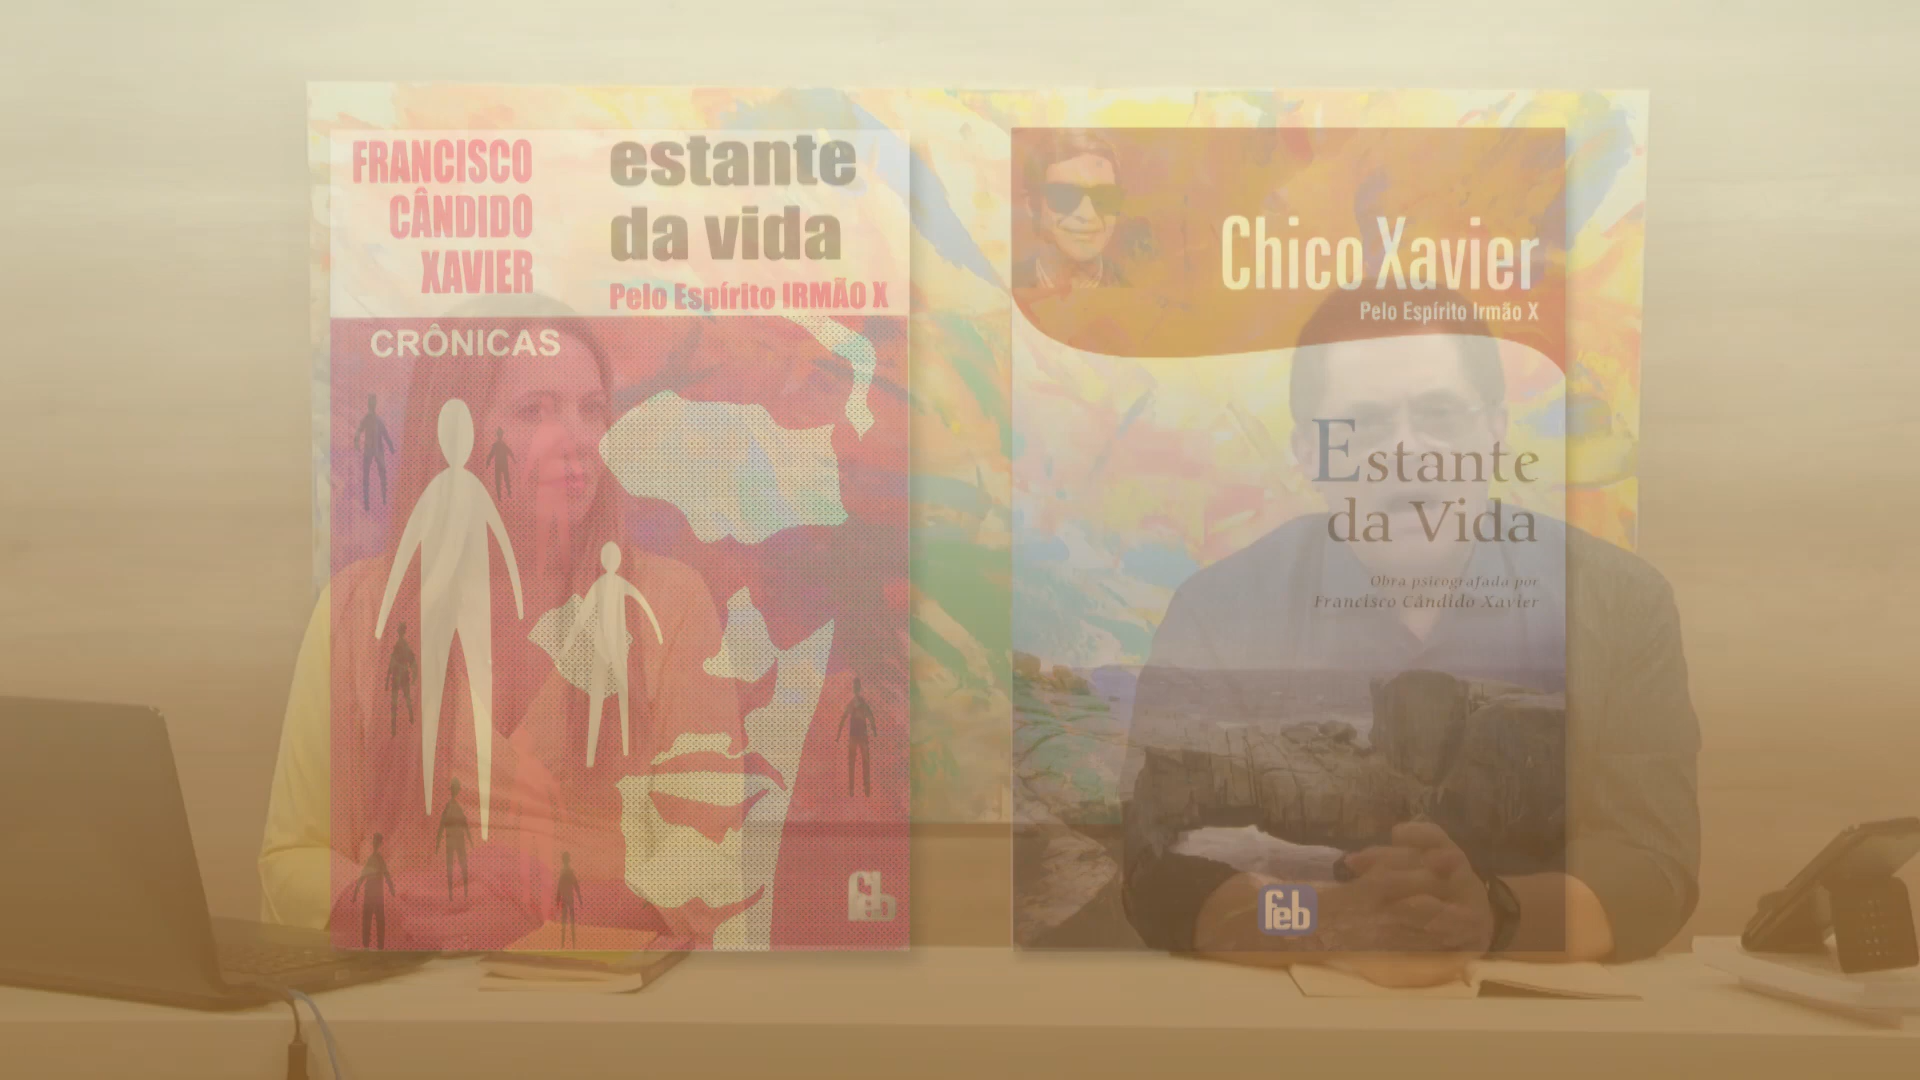 FRANCISCO
CÂNDIDO
XAVIER
estante
da vida
Pelo Espírito IRMÃO X
CRÔNICAS
feb
Chico Xavier
Pelo Espírito Irmão X
Estante
da Vida
Obra psicografada por
Francisco Cândido Xavier
feb